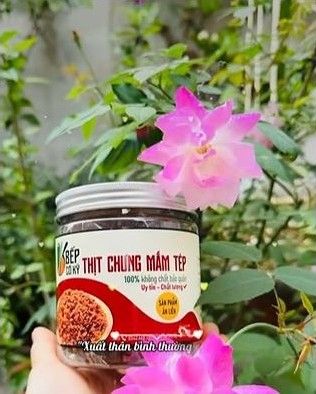 BẾP
CÔ KỶ
THỊT CHƯNG MẮM TÉP
100% không chất bảo quản
Uy tín - Chất lượng
SẢN PHẨM
ĂN LIỀN
"Xuất thân bình thường